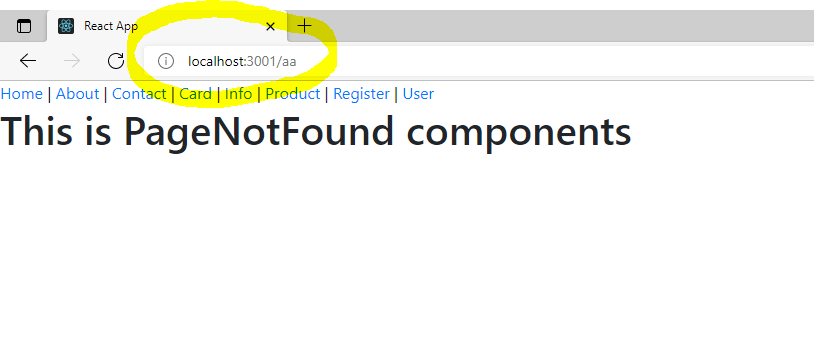 React App
localhost:3001/aa
Home | About | Contact | Card | Info | Product | Register | User
This is PageNotFound components